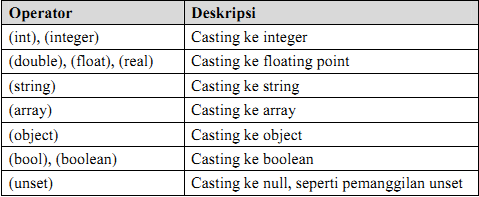 Operator Deskripsi
(int), (integer) Casting ke integer
(double), (float), (real) Casting ke floating point
(string) Casting ke string
(array) Casting ke array
(object) Casting ke object
(bool), (boolean) Casting ke boolean
(unset) Casting ke null, seperti pemanggilan unset